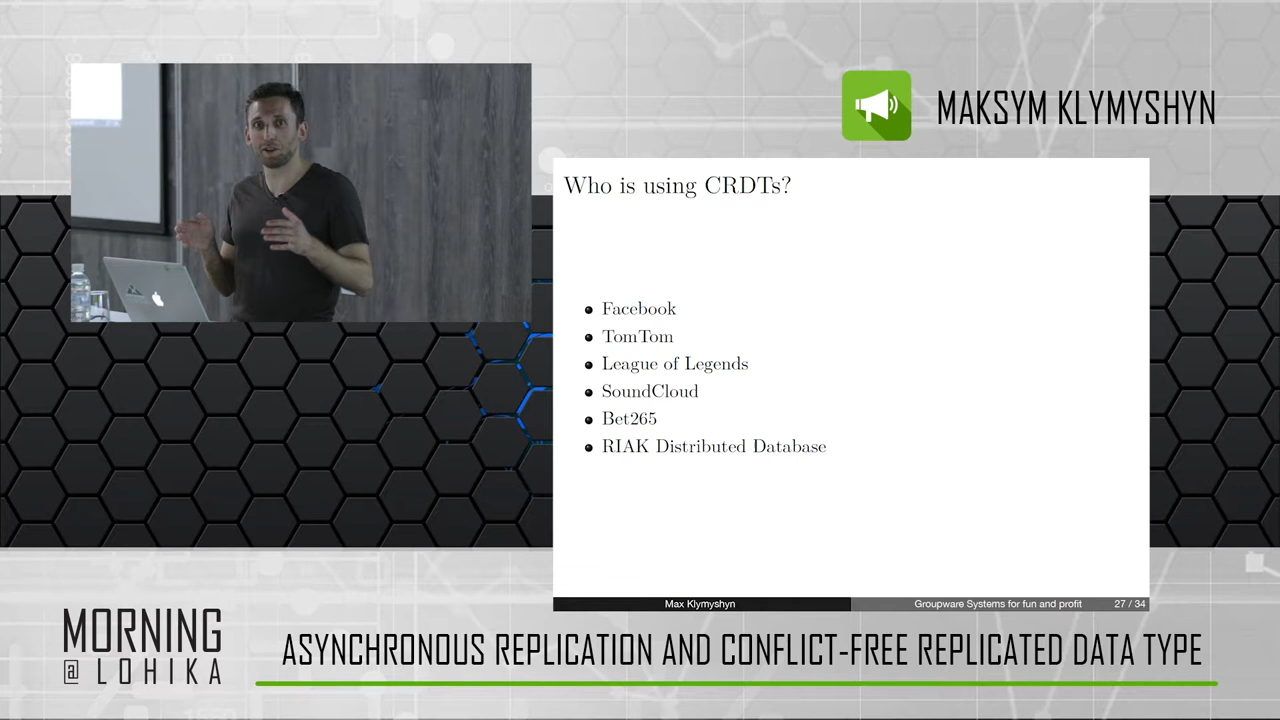 MAKSYM KLYMYSHYN
Who is using CRDTs?
Facebook
TomTom
League of Legends
SoundCloud
Bet265
RIAK Distributed Database
Max Klymyshyn
Groupware Systems for fun and profit 27 / 34
MORNING
@ LOHIKA
ASYNCHRONOUS REPLICATION AND CONFLICT-FREE REPLICATED DATA TYPE